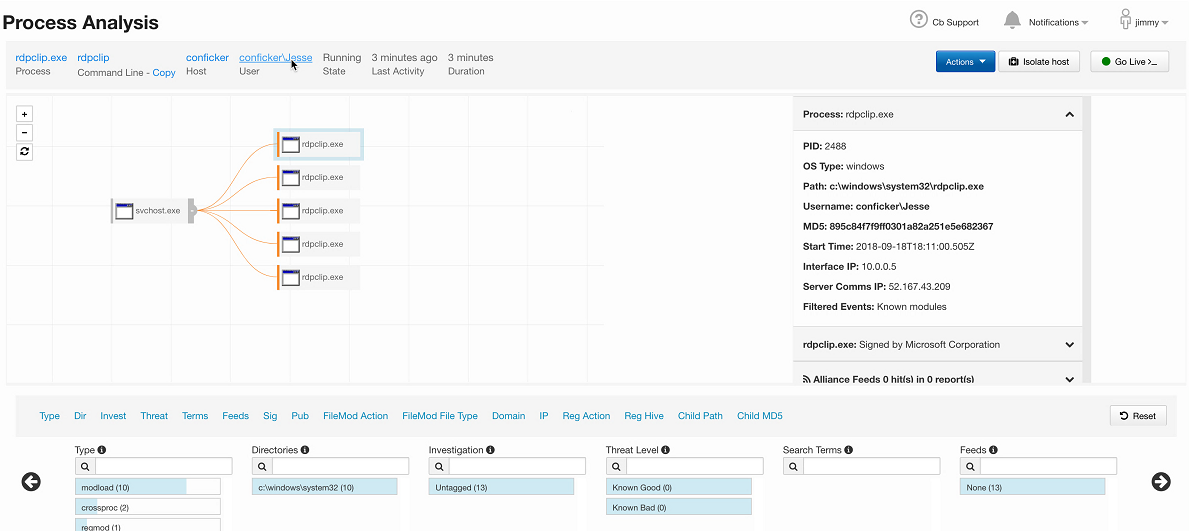 Process Analysis
Cb Support
Notifications
jimmy
rdpclip.exe
Process
rdpclip
Command Line - Copy
conficker
Host
conficker\Jesse
User
Running
State
3 minutes ago
Last Activity
3 minutes
Duration
Actions
Isolate host
Go Live >_
+
−
svchost.exe
rdpclip.exe
rdpclip.exe
rdpclip.exe
rdpclip.exe
rdpclip.exe
Process: rdpclip.exe
PID: 2488
OS Type: windows
Path: c:\windows\system32\rdpclip.exe
Username: conficker\Jesse
MD5: 895c84f7f9ff0301a82a251e5e682367
Start Time: 2018-09-18T18:11:00.505Z
Interface IP: 10.0.0.5
Server Comms IP: 52.167.43.209
Filtered Events: Known modules
rdpclip.exe: Signed by Microsoft Corporation
Alliance Feeds 0 hit(s) in 0 report(s)
Type Dir Invest Threat Terms Feeds Sig Pub FileMod Action FileMod File Type Domain IP Reg Action Reg Hive Child Path Child MD5
Reset
Type
modload (10)
crossproc (2)
regmod (1)
Directories
c:\windows\system32 (10)
Investigation
Untagged (13)
Threat Level
Known Good (0)
Known Bad (0)
Search Terms
Feeds
None (13)